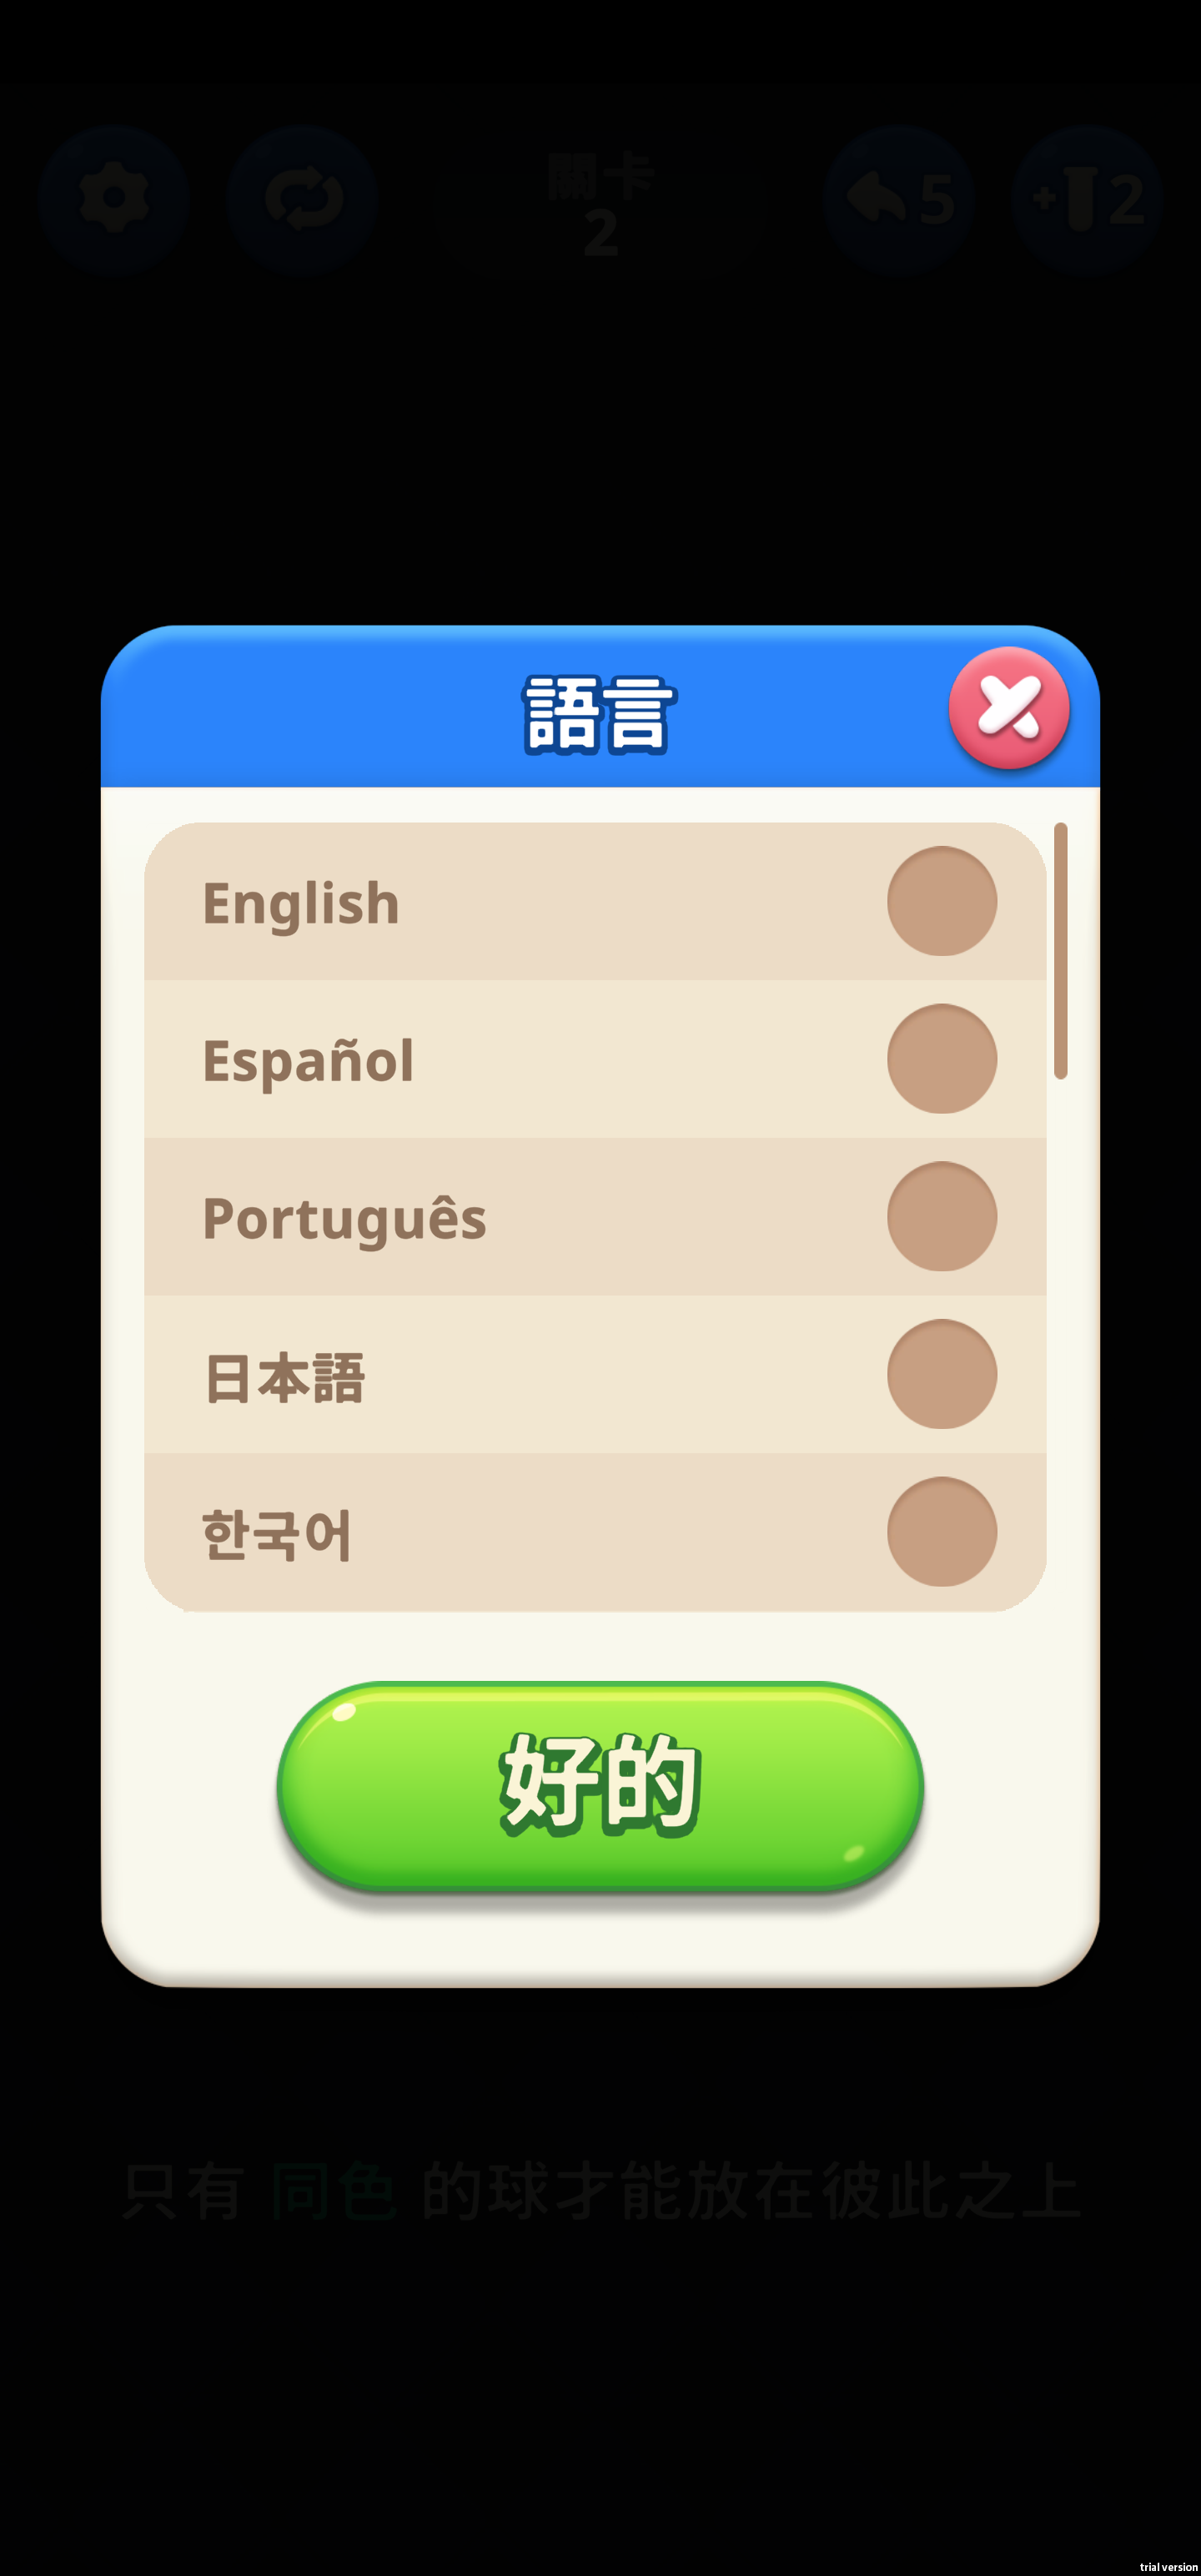 關卡
2
5
+ 2
語言
English
Español
Português
日本語
한국어
好的
只有 同色 的球才能放在彼此之上
trial version